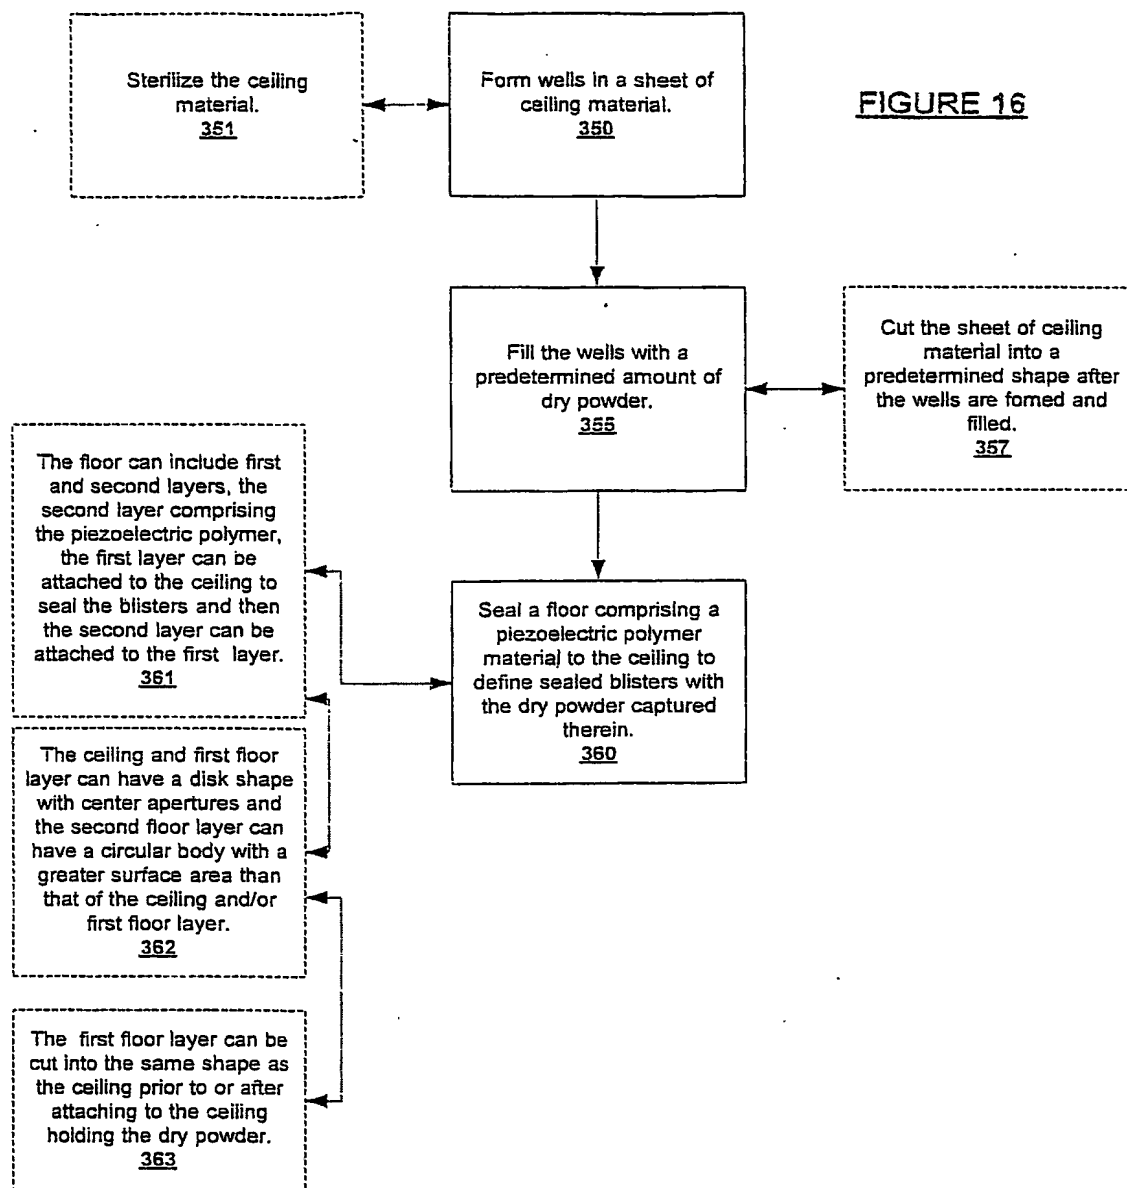 Sterilize the ceiling
material.
351
Form wells in a sheet of
ceiling material.
350
FIGURE 16
Fill the wells with a
predetermined amount of
dry powder.
355
Cut the sheet of ceiling
material into a
predetermined shape after
the wells are formed and
filled.
357
The floor can include first
and second layers, the
second layer comprising
the piezoelectric polymer,
the first layer can be
attached to the ceiling to
seal the blisters and then
the second layer can be
attached to the first layer.
361
Seal a floor comprising a
piezoelectric polymer
material to the ceiling to
define sealed blisters with
the dry powder captured
therein.
360
The ceiling and first floor
layer can have a disk shape
with center apertures and
the second floor layer can
have a circular body with a
greater surface area than
that of the ceiling and/or
first floor layer.
362
The first floor layer can be
cut into the same shape as
the ceiling prior to or after
attaching to the ceiling
holding the dry powder.
363